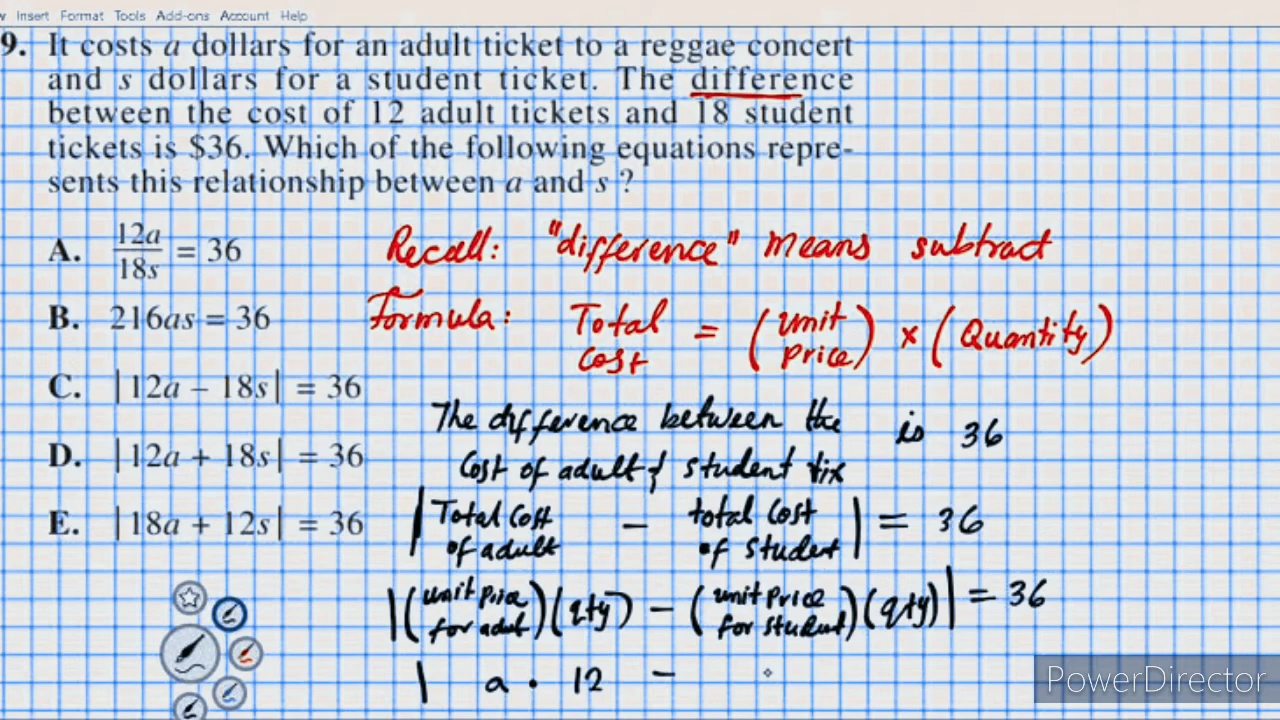 Insert Format Tools Add-ons Account Help
9. It costs a dollars for an adult ticket to a reggae concert
and s dollars for a student ticket. The difference
between the cost of 12 adult tickets and 18 student
tickets is $36. Which of the following equations repre-
sents this relationship between a and s ?
A. 12a/18s = 36
B. 216as = 36
C. |12a – 18s| = 36
D. |12a + 18s| = 36
E. |18a + 12s| = 36
Recall: "difference" means subtract
Formula: Total cost = (unit price) × (Quantity)
The difference between the is 36
cost of adult & student tix
|Total cost of adult – total cost of student| = 36
|(unit price for adult)(qty) – (unit price for student)(qty)| = 36
| a · 12 –
PowerDirector